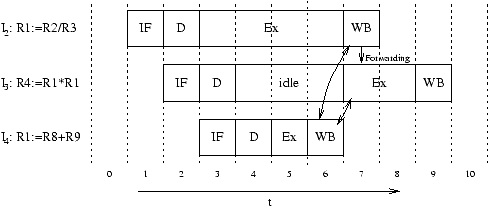 I₂: R1:=R2/R3 IF D Ex WB
Forwarding
I₃: R4:=R1*R1 IF D idle Ex WB
I₄: R1:=R8+R9 IF D Ex WB
0 1 2 3 4 5 6 7 8 9 10
t